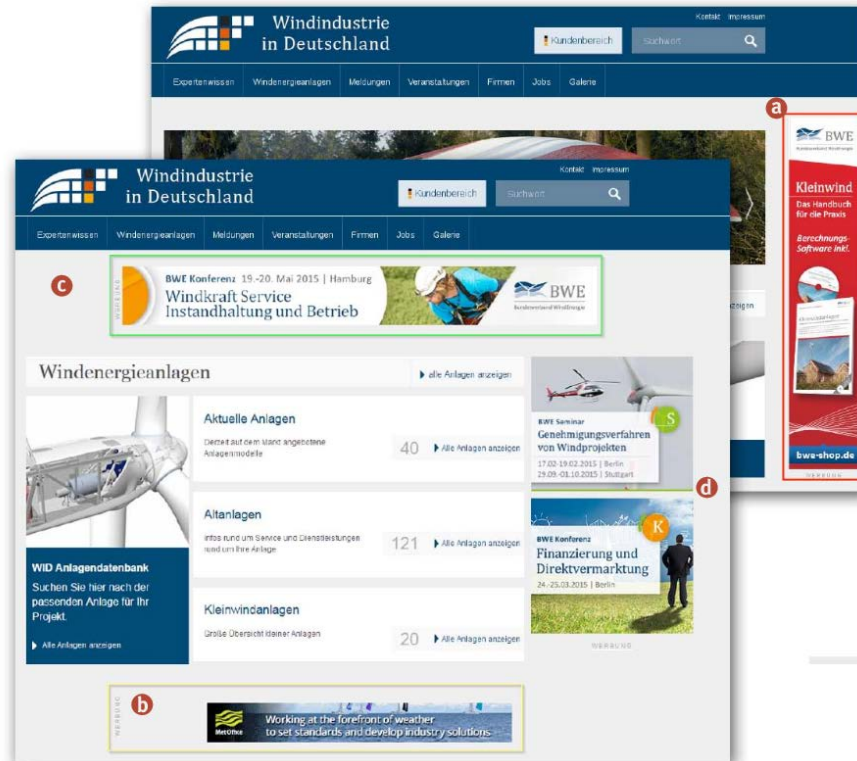 Windindustrie
in Deutschland
Kontakt Impressum
Kundenbereich
Suchwort
Expertenwissen Windenergieanlagen Meldungen Veranstaltungen Firmen Jobs Galerie
a
BWE
Bundesverband WindEnergie
Kleinwind
Das Handbuch
für die Praxis
Berechnungs-
Software inkl.
bwe-shop.de
WERBUNG
zeigen
Windindustrie
in Deutschland
Kontakt Impressum
Kundenbereich
Suchwort
Expertenwissen Windenergieanlagen Meldungen Veranstaltungen Firmen Jobs Galerie
c
WERBUNG
BWE Konferenz 19.-20. Mai 2015 | Hamburg
Windkraft Service
Instandhaltung und Betrieb
BWE
Bundesverband WindEnergie
Windenergieanlagen
alle Anlagen anzeigen
WID Anlagendatenbank
Suchen Sie hier nach der
passenden Anlage für Ihr
Projekt.
Alle Anlagen anzeigen
Aktuelle Anlagen
Derzeit auf dem Markt angebotene
Anlagenmodelle
40 Alle Anlagen anzeigen
Altanlagen
Infos rund um Service und Dienstleistungen
rund um Ihre Anlage
121 Alle Anlagen anzeigen
Kleinwindanlagen
Große Übersicht kleiner Anlagen
20 Alle Anlagen anzeigen
S
BWE Seminar
Genehmigungsverfahren
von Windprojekten
17.02-19.02.2015 | Berlin
29.09.-01.10.2015 | Stuttgart
d
K
BWE Konferenz
Finanzierung und
Direktvermarktung
24.-25.03.2015 | Berlin
WERBUNG
WERBUNG
b
Met Office
Working at the forefront of weather
to set standards and develop industry solutions